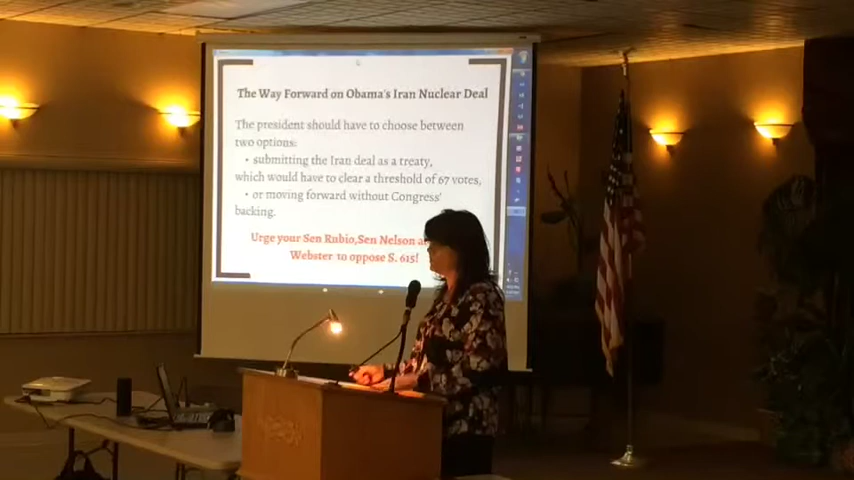 The Way Forward on Obama's Iran Nuclear Deal
The president should have to choose between
two options:
• submitting the Iran deal as a treaty,
which would have to clear a threshold of 67 votes,
• or moving forward without Congress'
backing.
Urge your Sen Rubio,Sen Nelson
Webster to oppose S. 615!